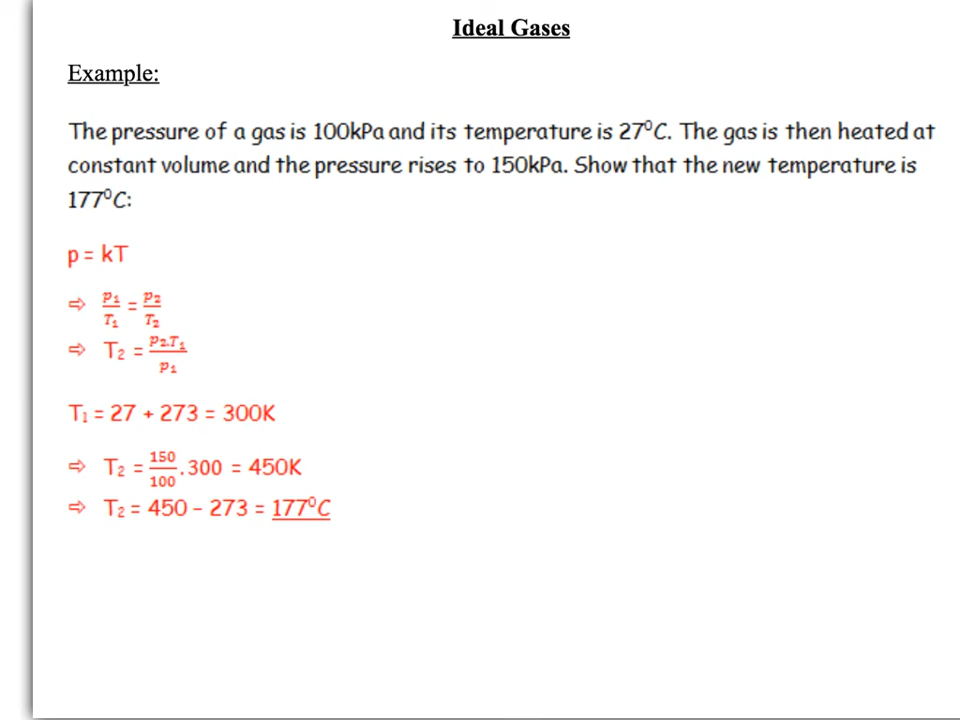 Ideal Gases
Example:
The pressure of a gas is 100kPa and its temperature is 27⁰C. The gas is then heated at
constant volume and the pressure rises to 150kPa. Show that the new temperature is
177⁰C:
p = kT
⇨ p₁/T₁ = p₂/T₂
⇨ T₂ = p₂.T₁/p₁
T₁ = 27 + 273 = 300K
⇨ T₂ = 150/100 .300 = 450K
⇨ T₂ = 450 – 273 = 177⁰C